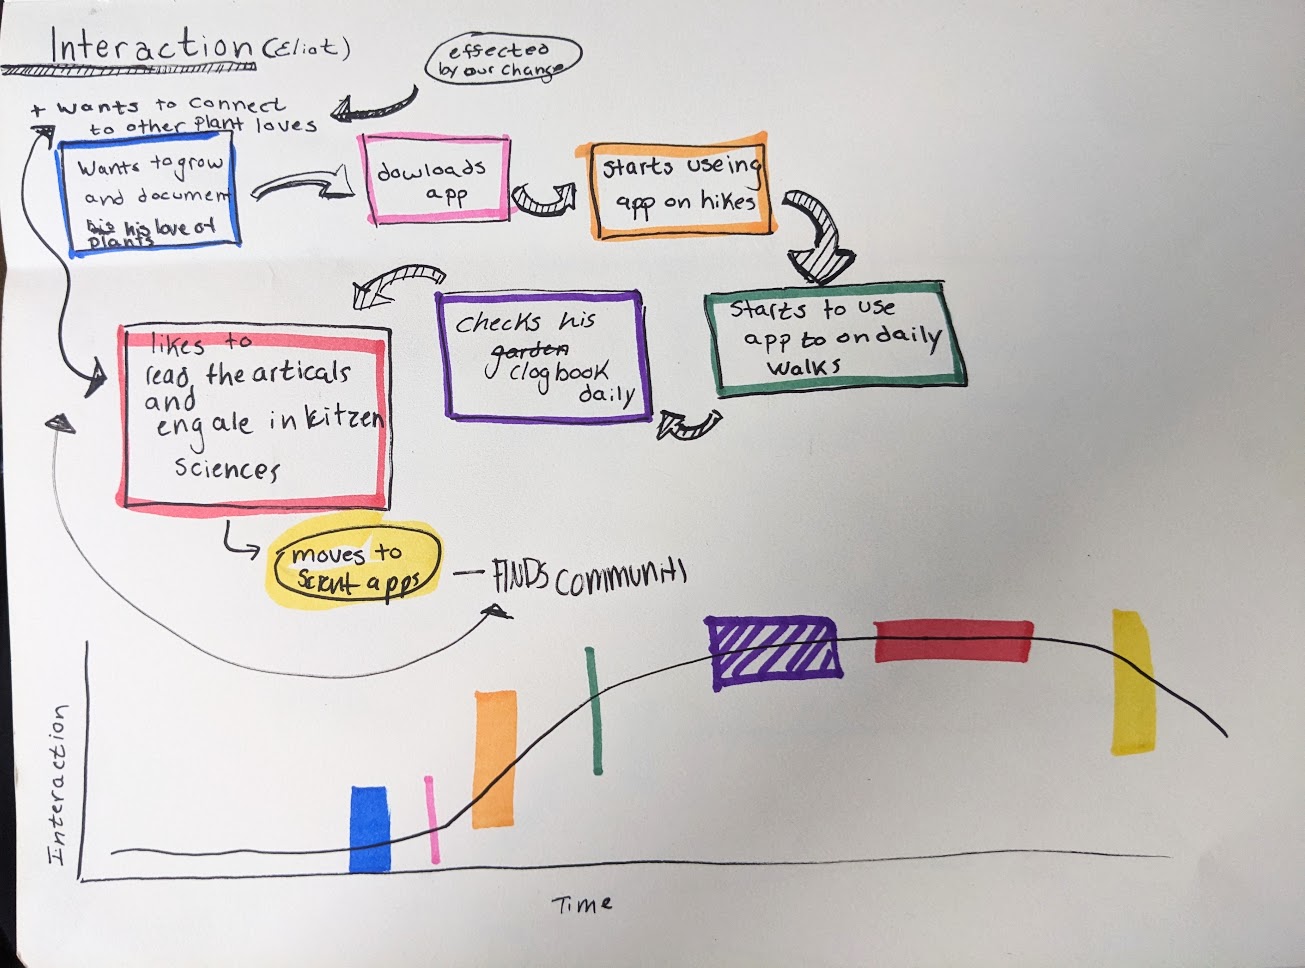 Interaction (Eliot)
effected
by our change
+ wants to connect
to other plant loves
Wants to grow
and document
his his love of
plants
dowloads
app
starts useing
app on hikes
Starts to use
app to on daily
walks
checks his
garden
clogbook
daily
likes to
read the articals
and
engale in kitzen
sciences
moves to
scient apps
— FINDS communiti
Interaction
Time